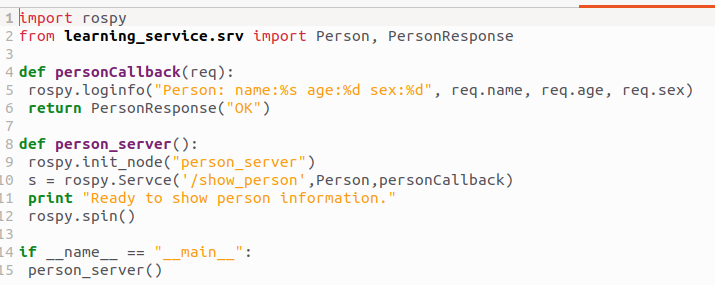 1 import rospy
2 from learning_service.srv import Person, PersonResponse
3
4 def personCallback(req):
5  rospy.loginfo("Person: name:%s age:%d sex:%d", req.name, req.age, req.sex)
6  return PersonResponse("OK")
7
8 def person_server():
9  rospy.init_node("person_server")
10  s = rospy.Servce('/show_person',Person,personCallback)
11  print "Ready to show person information."
12  rospy.spin()
13
14 if __name__ == "__main__":
15  person_server()